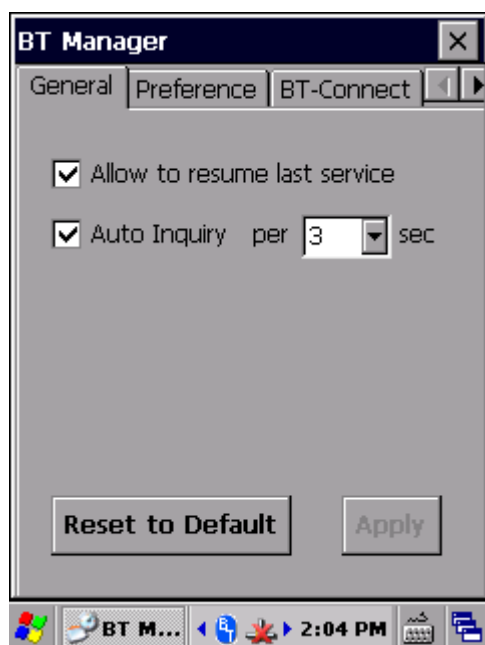 BT Manager
General Preference BT-Connect
Allow to resume last service
Auto Inquiry per 3 sec
Reset to Default Apply
BT M... 2:04 PM